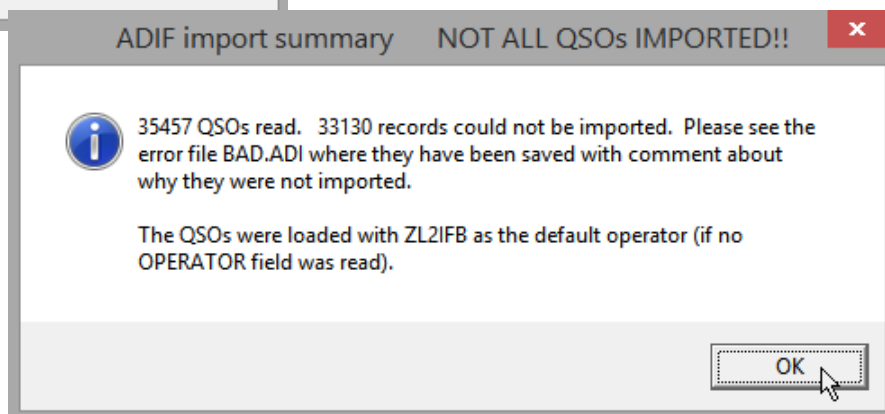 ADIF import summary NOT ALL QSOs IMPORTED!!
35457 QSOs read. 33130 records could not be imported. Please see the
error file BAD.ADI where they have been saved with comment about
why they were not imported.
The QSOs were loaded with ZL2IFB as the default operator (if no
OPERATOR field was read).
OK